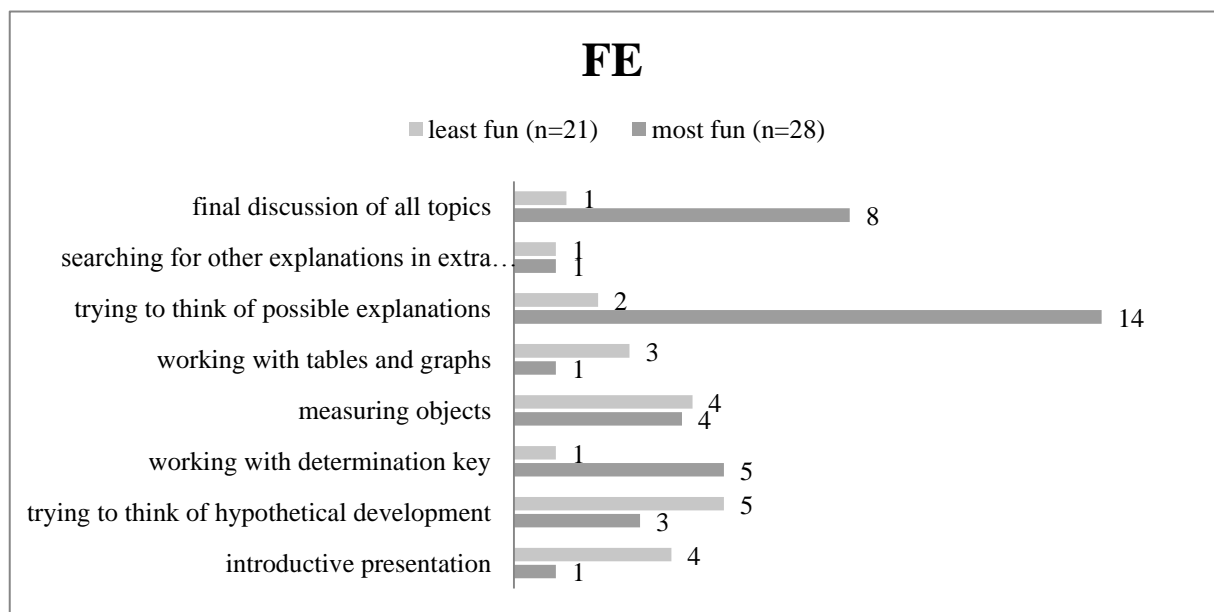 FE
least fun (n=21) most fun (n=28)
final discussion of all topics 1
8
searching for other explanations in extra… 1
1
trying to think of possible explanations 2
14
working with tables and graphs 3
1
measuring objects 4
4
working with determination key 1
5
trying to think of hypothetical development 5
3
introductive presentation 4
1